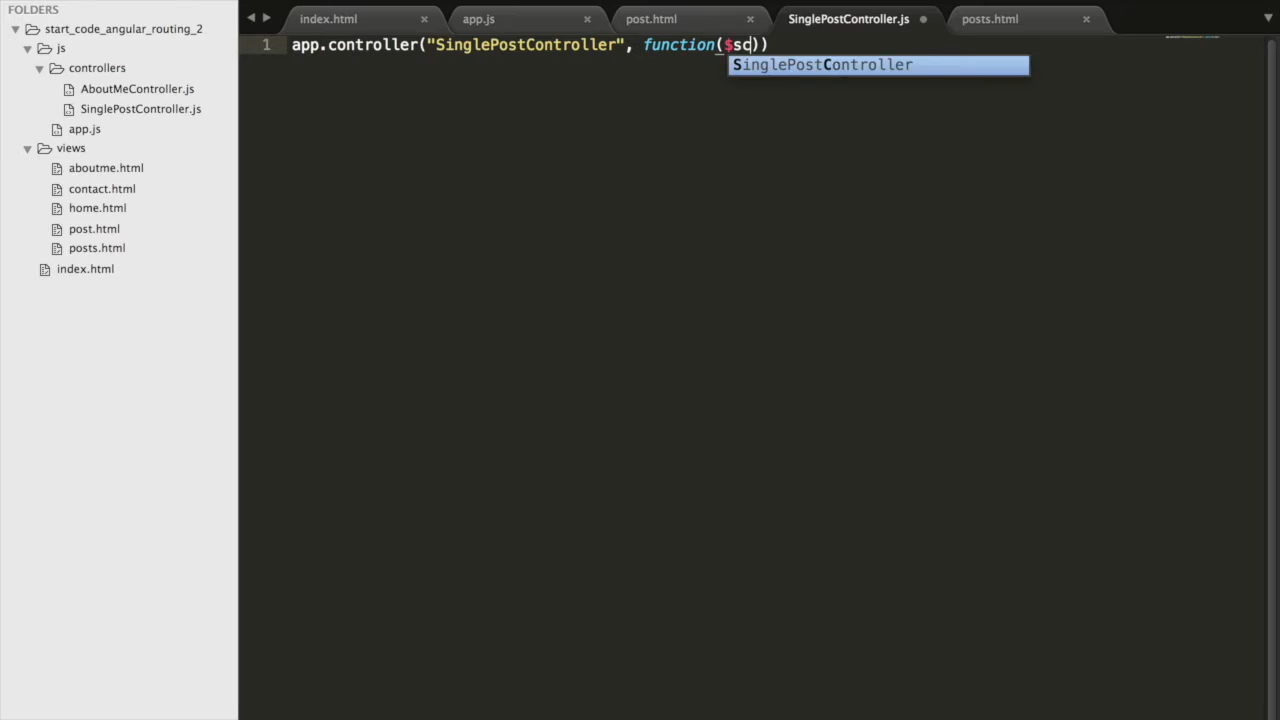 index.html
app.js
post.html
SinglePostController.js
posts.html
FOLDERS
start_code_angular_routing_2
js
controllers
AboutMeController.js
SinglePostController.js
app.js
views
aboutme.html
contact.html
home.html
post.html
posts.html
index.html
1 app.controller("SinglePostController", function($sc))
SinglePostController